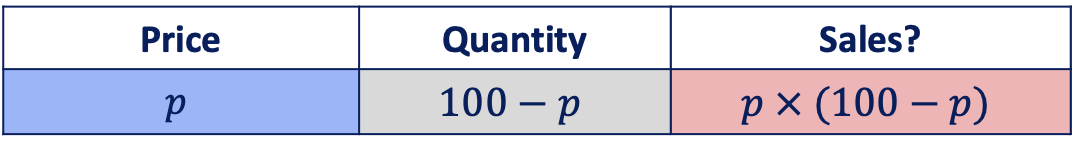 Price Quantity Sales?
p 100 − p p × (100 − p)